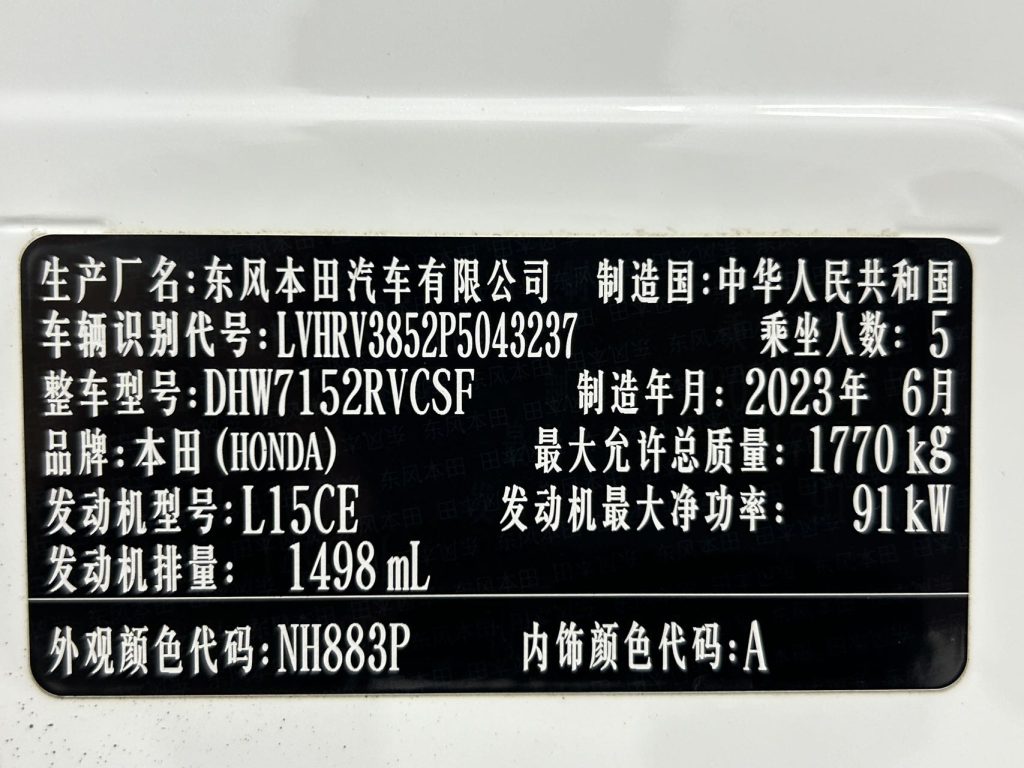 生产厂名:东风本田汽车有限公司 制造国:中华人民共和国
车辆识别代号:LVHRV3852P5043237 乘坐人数: 5
整车型号:DHW7152RVCSF 制造年月: 2023年 6月
品牌:本田(HONDA) 最大允许总质量: 1770kg
发动机型号:L15CE 发动机最大净功率: 91kW
发动机排量: 1498mL
外观颜色代码:NH883P 内饰颜色代码:A